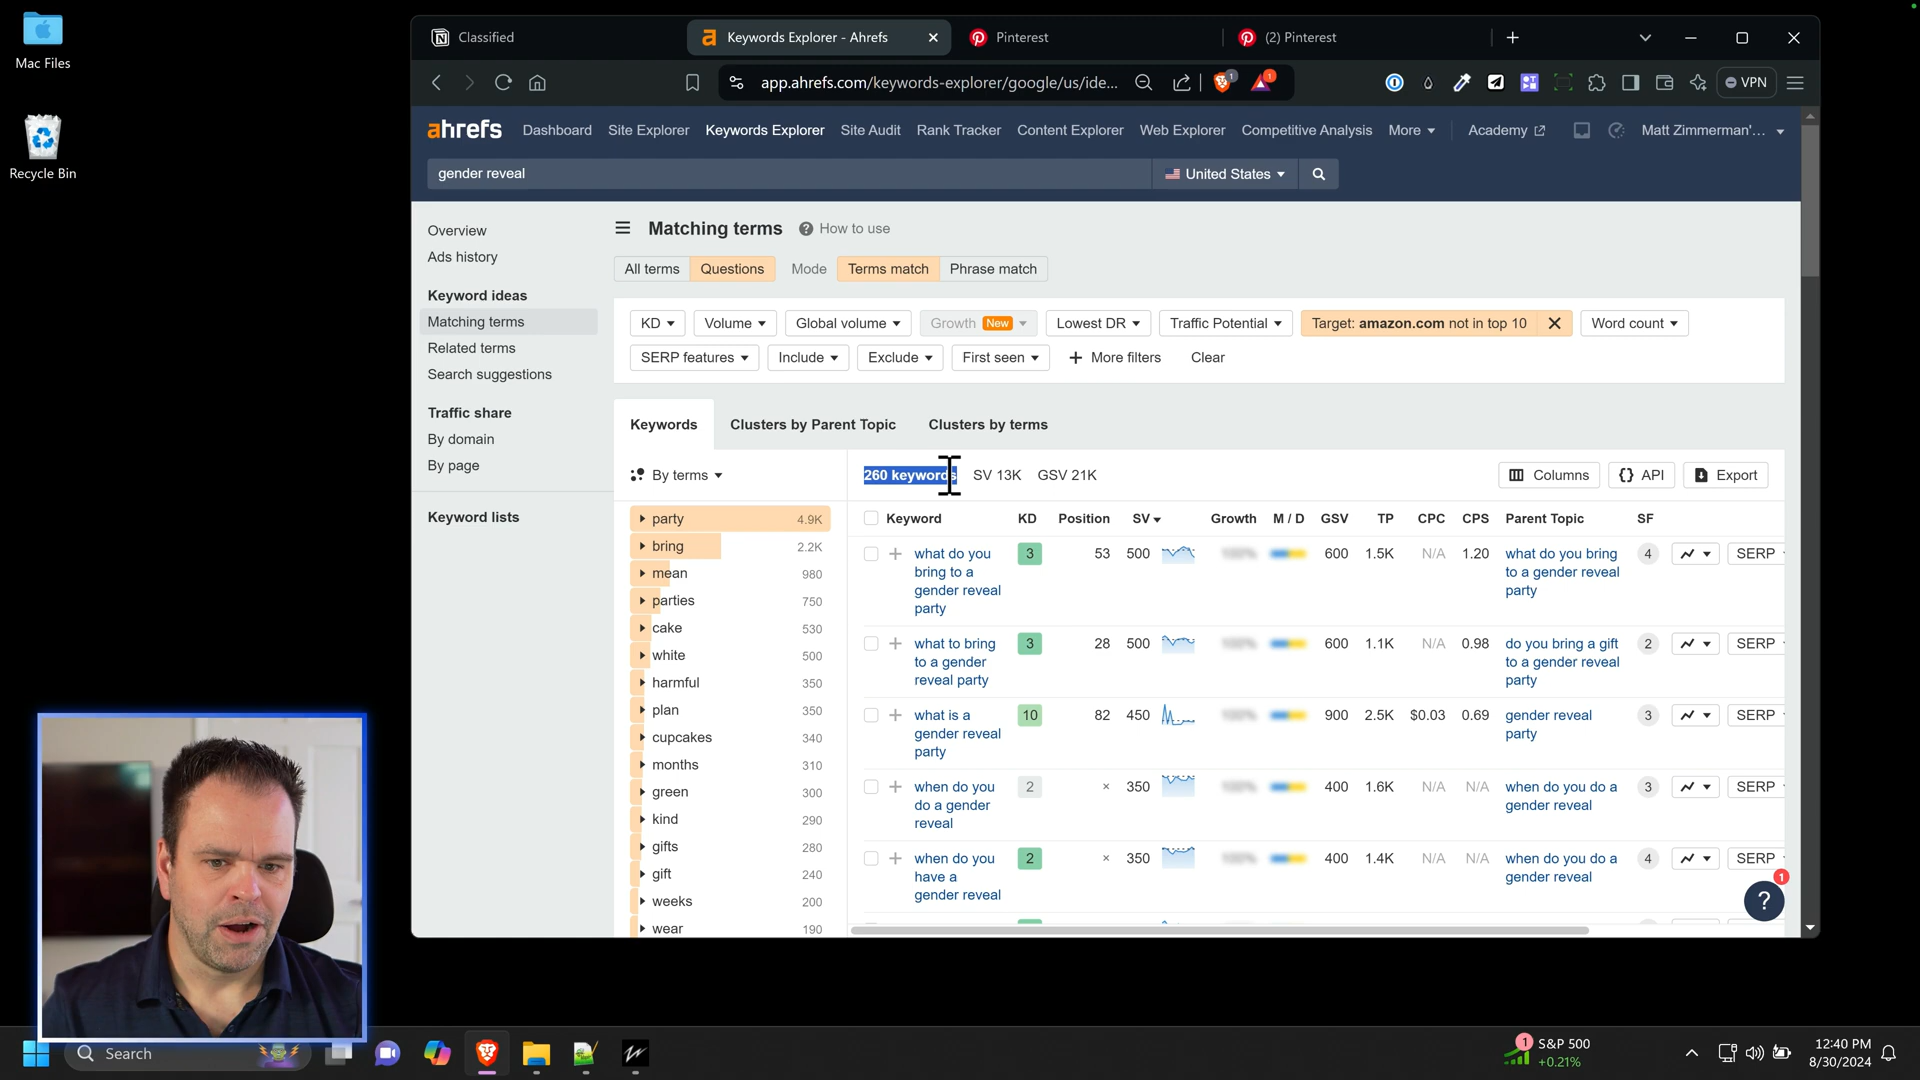 Mac Files
Recycle Bin
Classified
Keywords Explorer - Ahrefs
Pinterest
(2) Pinterest
app.ahrefs.com/keywords-explorer/google/us/ide...
1
1
VPN
ahrefs
Dashboard
Site Explorer
Keywords Explorer
Site Audit
Rank Tracker
Content Explorer
Web Explorer
Competitive Analysis
More
Academy
Matt Zimmerman'...
gender reveal
United States
Overview
Ads history
Keyword ideas
Matching terms
Related terms
Search suggestions
Traffic share
By domain
By page
Keyword lists
Matching terms
How to use
All terms
Questions
Mode
Terms match
Phrase match
KD
Volume
Global volume
Growth New
Lowest DR
Traffic Potential
Target: amazon.com not in top 10
Word count
SERP features
Include
Exclude
First seen
+ More filters
Clear
Keywords
Clusters by Parent Topic
Clusters by terms
By terms
260 keywords SV 13K GSV 21K
Columns
API
Export
party 4.9K
bring 2.2K
mean 980
parties 750
cake 530
white 500
harmful 350
plan 350
cupcakes 340
months 310
green 300
kind 290
gifts 280
gift 240
weeks 200
wear 190
Keyword KD Position SV Growth M / D GSV TP CPC CPS Parent Topic SF
what do you bring to a gender reveal party 3 53 500 600 1.5K N/A 1.20 what do you bring to a gender reveal party 4 SERP
what to bring to a gender reveal party 3 28 500 600 1.1K N/A 0.98 do you bring a gift to a gender reveal party 2 SERP
what is a gender reveal party 10 82 450 900 2.5K $0.03 0.69 gender reveal party 3 SERP
when do you do a gender reveal 2 × 350 400 1.6K N/A N/A when do you do a gender reveal 3 SERP
when do you have a gender reveal 2 × 350 400 1.4K N/A N/A when do you do a gender reveal 4 SERP
?
1
Search
1
S&P 500
+0.21%
12:40 PM
8/30/2024